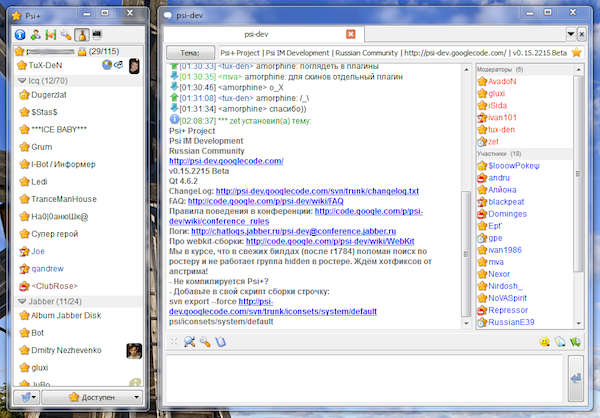 Psi+
(29/115)
TuX-DeN
Icq (12/70)
Dugerzlat
$Stas$
***ICE BABY***
Grum
I-Bot / Информер
Ledi
TranceManHouse
Супер герой
Joe
qandrew
<ClubRose>
Jabber (11/24)
Album Jabber Disk
Bot
Dmitry Nezhevenko
gluxi
JuBo
Доступен
psi-dev
psi-dev
Тема:
Psi+ Project | Psi IM Development | Russian Community | http://psi-dev.googlecode.com/ | v0.15.2215 Beta
[01:30:33] <tux-den> amorphine: поглядеть в плагины
[01:30:35] <mva> amorphine: для скинов отдельный плагин
[01:30:46] <amorphine> o_X
[01:31:08] <tux-den> amorphine: /_\
[01:31:34] <amorphine> спасибо))
[02:08:37] *** zet установил(а) тему:
Psi+ Project
Psi IM Development
Russian Community
http://psi-dev.googlecode.com/
v0.15.2215 Beta
Qt 4.6.2
ChangeLog: http://psi-dev.googlecode.com/svn/trunk/changelog.txt
FAQ: http://code.google.com/p/psi-dev/wiki/FAQ
Правила поведения в конференции: http://code.google.com/p/psi-
dev/wiki/conference_rules
Логи: http://chatlogs.jabber.ru/psi-dev@conference.jabber.ru
Про webkit-сборки: http://code.google.com/p/psi-dev/wiki/WebKit
Мы в курсе, что в свежих билдах (после r1784) поломан поиск по
ростеру и не работает группа hidden в ростере. Ждём хотфиксов от
апстрима!
- Не компилируется Psi+?
- Добавьте в свой скрипт сборки строчку:
svn export --force http://psi-
dev.googlecode.com/svn/trunk/iconsets/system/default
psi/iconsets/system/default
Модераторы (6)
AvadoN
gluxi
iSida
ivan101
tux-den
zet
Участники (18)
$looowPokeψ
andru
Алйона
blackpeat
Dominges
Ept'
gpe
ivan1986
mva
Nexor
Nirdosh_
NoVASpirit
Repressor
RussianE39